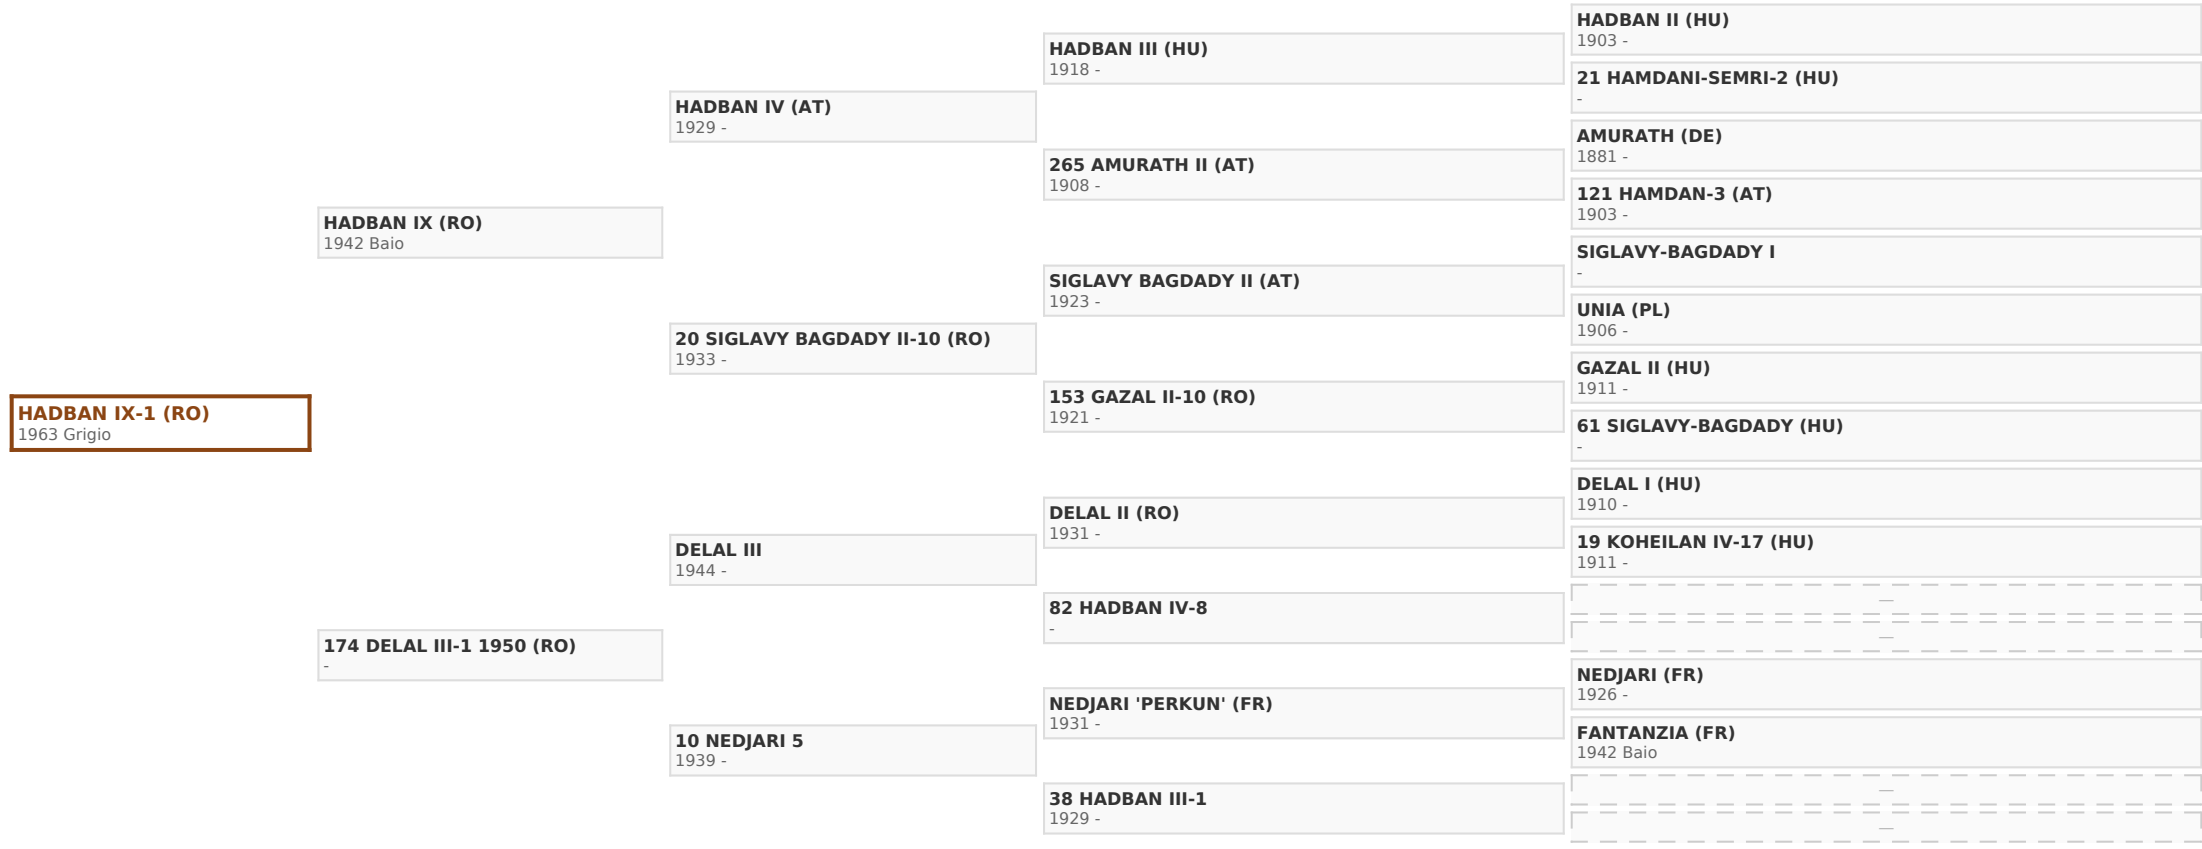 HADBAN IX-1 (RO)
1963 Grigio
HADBAN IX (RO)
1942 Baio
174 DELAL III-1 1950 (RO)
-
HADBAN IV (AT)
1929 -
20 SIGLAVY BAGDADY II-10 (RO)
1933 -
DELAL III
1944 -
10 NEDJARI 5
1939 -
HADBAN III (HU)
1918 -
265 AMURATH II (AT)
1908 -
SIGLAVY BAGDADY II (AT)
1923 -
153 GAZAL II-10 (RO)
1921 -
DELAL II (RO)
1931 -
82 HADBAN IV-8
-
NEDJARI 'PERKUN' (FR)
1931 -
38 HADBAN III-1
1929 -
HADBAN II (HU)
1903 -
21 HAMDANI-SEMRI-2 (HU)
-
AMURATH (DE)
1881 -
121 HAMDAN-3 (AT)
1903 -
SIGLAVY-BAGDADY I
-
UNIA (PL)
1906 -
GAZAL II (HU)
1911 -
61 SIGLAVY-BAGDADY (HU)
-
DELAL I (HU)
1910 -
19 KOHEILAN IV-17 (HU)
1911 -
—
—
NEDJARI (FR)
1926 -
FANTANZIA (FR)
1942 Baio
—
—